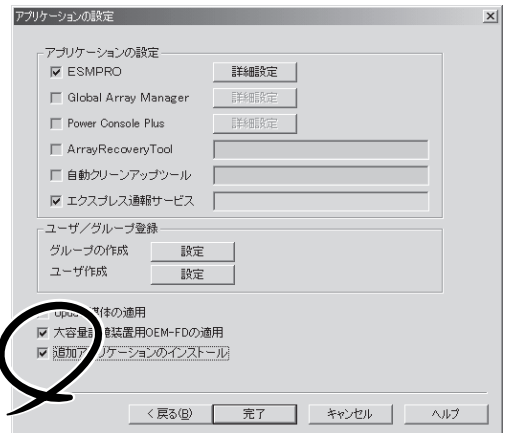 アプリケーションの設定
アプリケーションの設定
ESMPRO 詳細設定
Global Array Manager 詳細設定
Power Console Plus 詳細設定
ArrayRecoveryTool
自動クリーンアップツール
エクスプレス通報サービス
ユーザ/グループ登録
グループの作成 設定
ユーザ作成 設定
媒体の適用
大容量記憶装置用OEM-FDの適用
追加アプリケーションのインストール
< 戻る(B) 完了 キャンセル ヘルプ